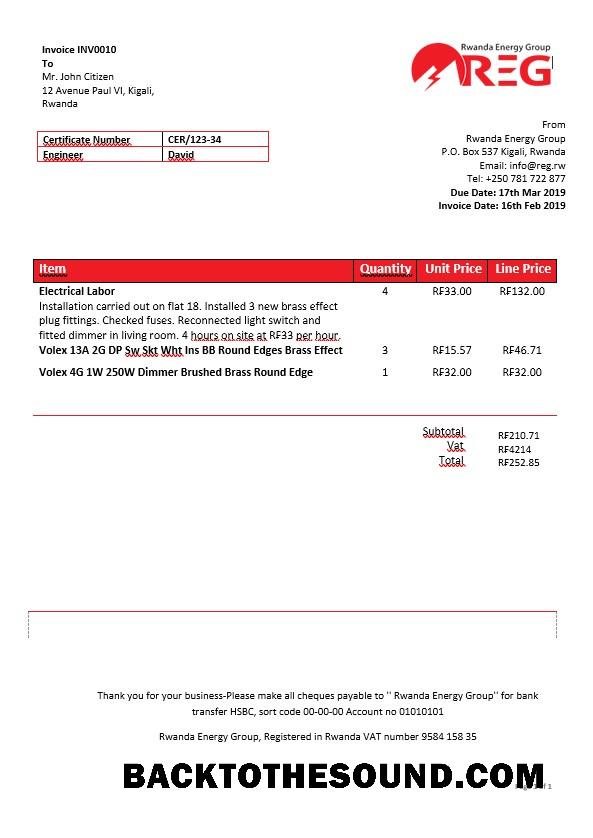 Invoice INV0010
To
Mr. John Citizen
12 Avenue Paul VI, Kigali,
Rwanda
Rwanda Energy Group
REG
Certificate Number CER/123-34
Engineer David
From
Rwanda Energy Group
P.O. Box 537 Kigali, Rwanda
Email: info@reg.rw
Tel: +250 781 722 877
Due Date: 17th Mar 2019
Invoice Date: 16th Feb 2019
Item Quantity Unit Price Line Price
Electrical Labor 4 RF33.00 RF132.00
Installation carried out on flat 18. Installed 3 new brass effect
plug fittings. Checked fuses. Reconnected light switch and
fitted dimmer in living room. 4 hours on site at RF33 per hour.
Volex 13A 2G DP Sw Skt Wht Ins BB Round Edges Brass Effect 3 RF15.57 RF46.71
Volex 4G 1W 250W Dimmer Brushed Brass Round Edge 1 RF32.00 RF32.00
Subtotal RF210.71
Vat RF4214
Total RF252.85
Thank you for your business-Please make all cheques payable to " Rwanda Energy Group" for bank
transfer HSBC, sort code 00-00-00 Account no 01010101
Rwanda Energy Group, Registered in Rwanda VAT number 9584 158 35
BACKTOTHESOUND.COM